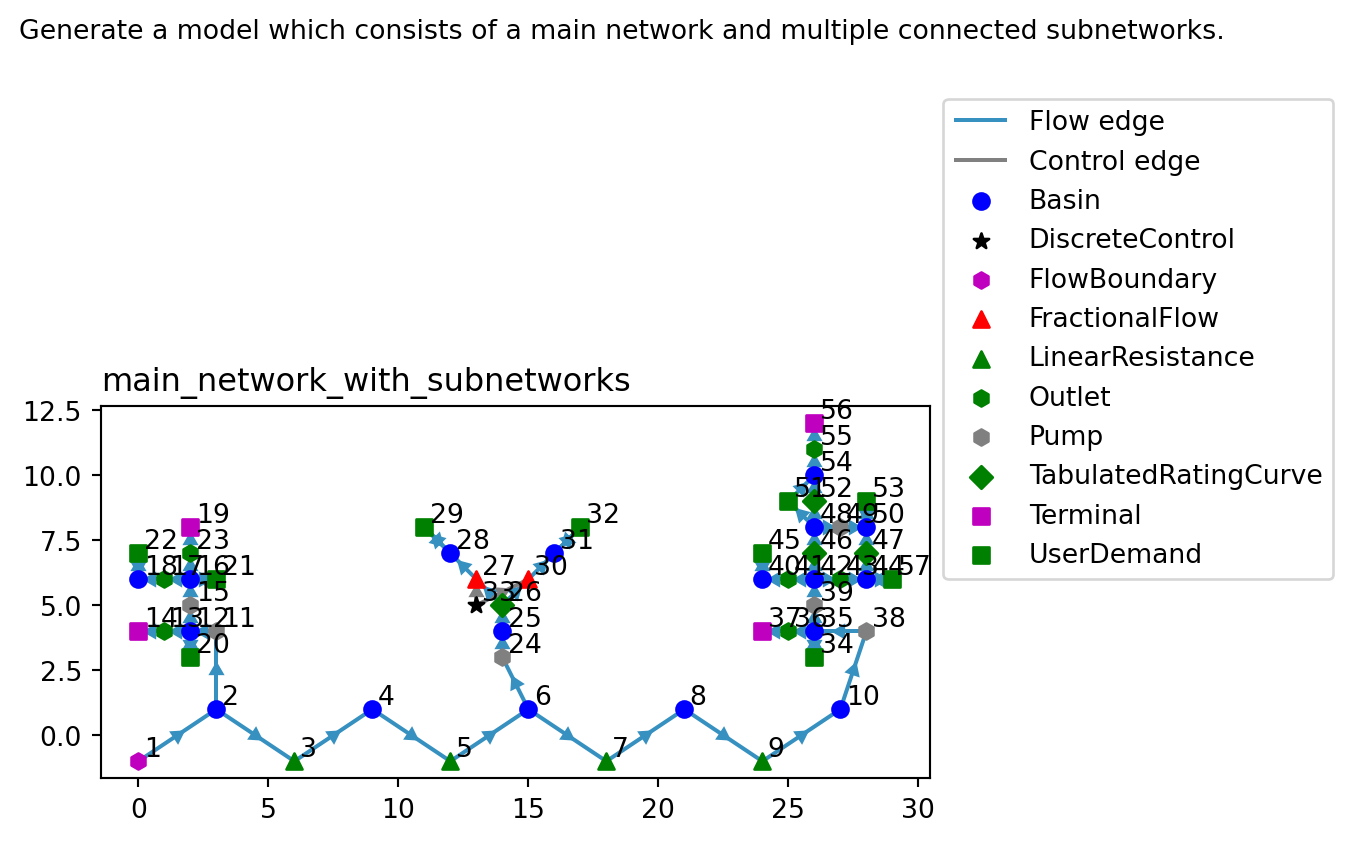 Generate a model which consists of a main network and multiple connected subnetworks.
Flow edge
Control edge
Basin
DiscreteControl
FlowBoundary
FractionalFlow
LinearResistance
Outlet
Pump
TabulatedRatingCurve
Terminal
UserDemand
main_network_with_subnetworks
12.5
10.0
7.5
5.0
2.5
0.0
56
55
54
51 52 53
48 49 50
19 29 32
22 23 28 31 45 46 47
18 17 16 21 27 30 40 41 42 43 44 57
15 33 26 39
14 13 12 11 25 37 36 35 38
20 24 34
2 4 6 8 10
1 3 5 7 9
0 5 10 15 20 25 30